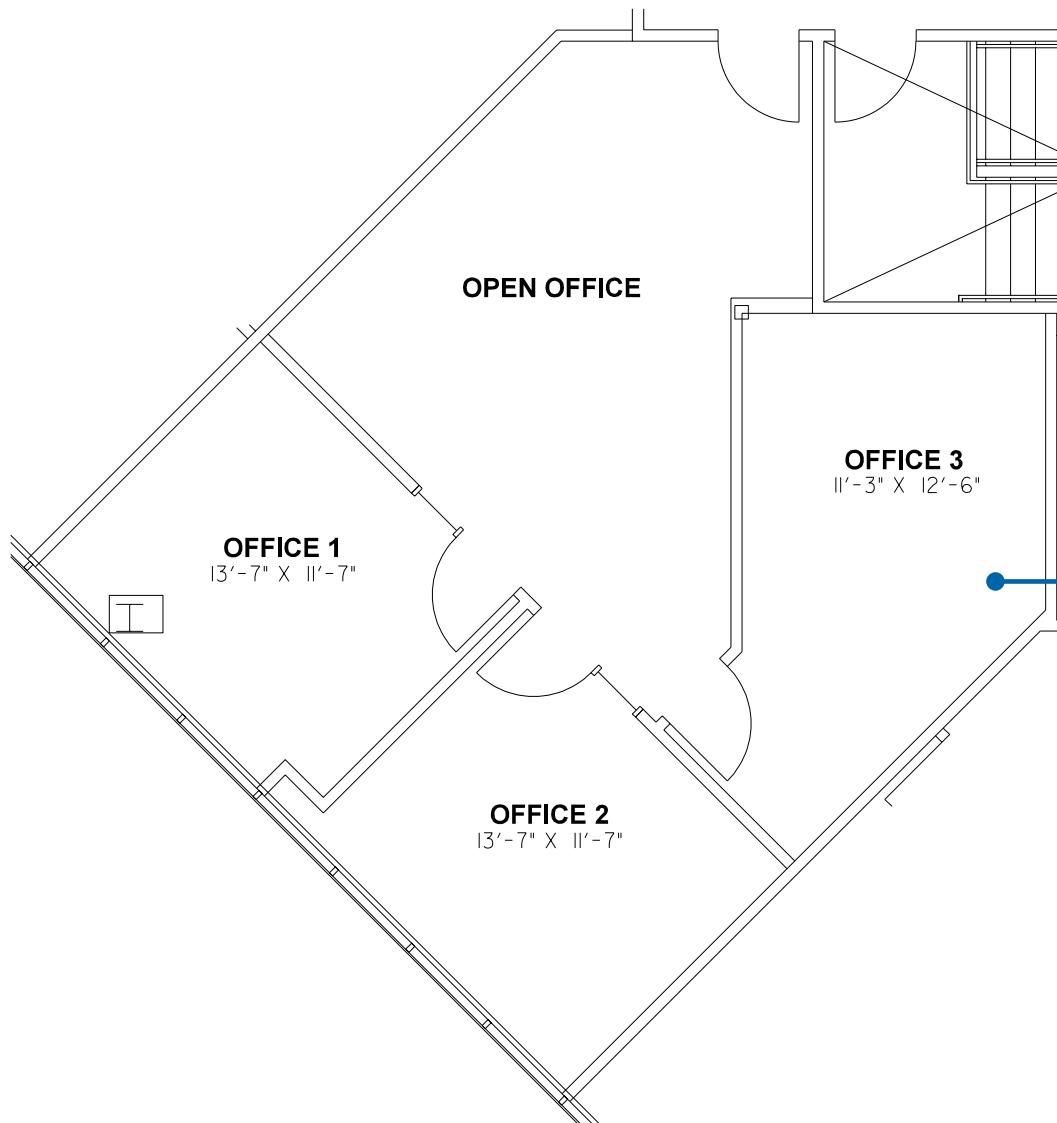 OPEN OFFICE
OFFICE 3
11'-3" X 12'-6"
OFFICE 1
13'-7" X 11'-7"
OFFICE 2
13'-7" X 11'-7"